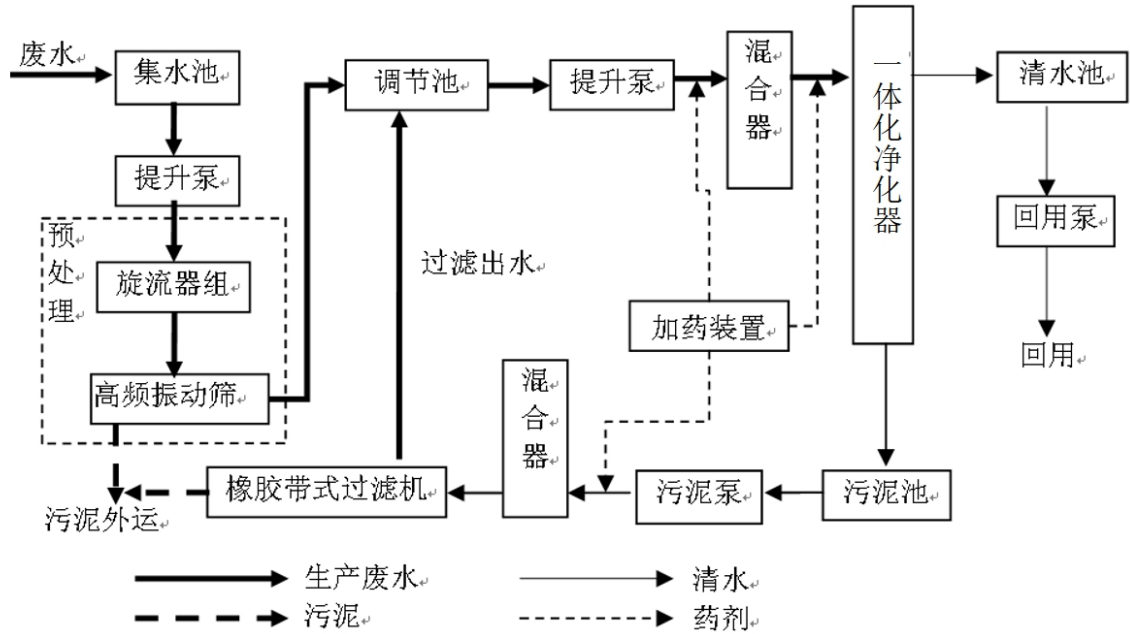 废水
集水池
提升泵
预
处
理
旋流器组
高频振动筛
污泥外运
调节池
提升泵
混
合
器
一
体
化
净
化
器
清水池
回用泵
回用
过滤出水
加药装置
混
合
器
橡胶带式过滤机
污泥泵
污泥池
生产废水
清水
污泥
药剂